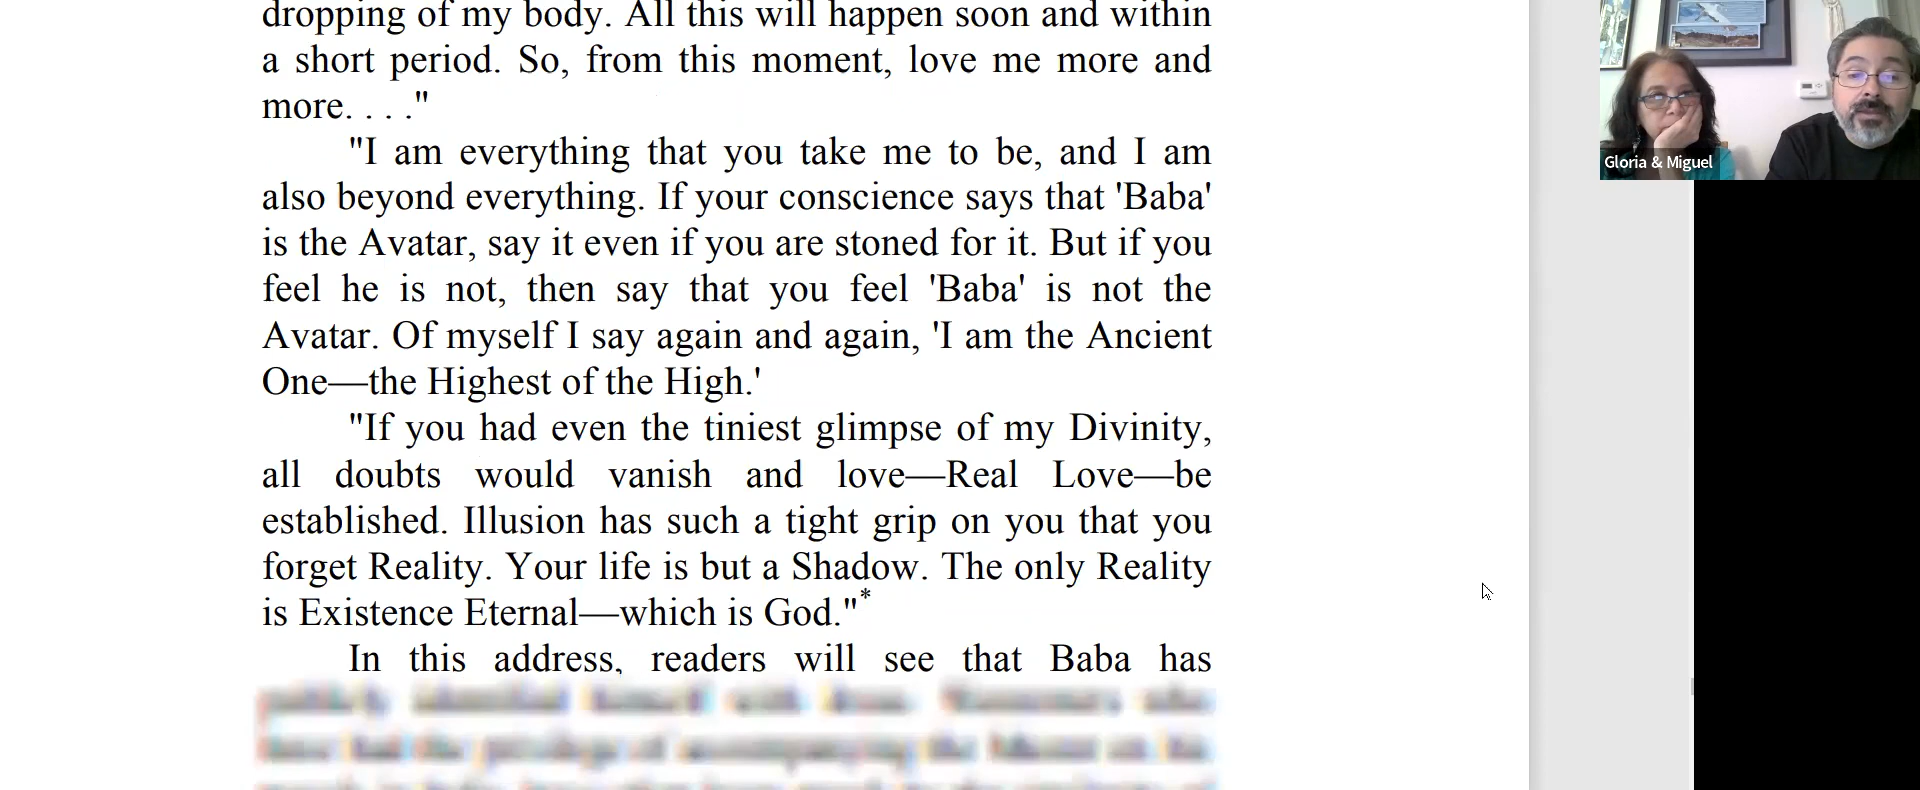 dropping of my body. All this will happen soon and within
a short period. So, from this moment, love me more and
more. . . ."
"I am everything that you take me to be, and I am
also beyond everything. If your conscience says that 'Baba'
is the Avatar, say it even if you are stoned for it. But if you
feel he is not, then say that you feel 'Baba' is not the
Avatar. Of myself I say again and again, 'I am the Ancient
One—the Highest of the High.'
"If you had even the tiniest glimpse of my Divinity,
all doubts would vanish and love—Real Love—be
established. Illusion has such a tight grip on you that you
forget Reality. Your life is but a Shadow. The only Reality
is Existence Eternal—which is God."*
In this address, readers will see that Baba has
Gloria & Miguel